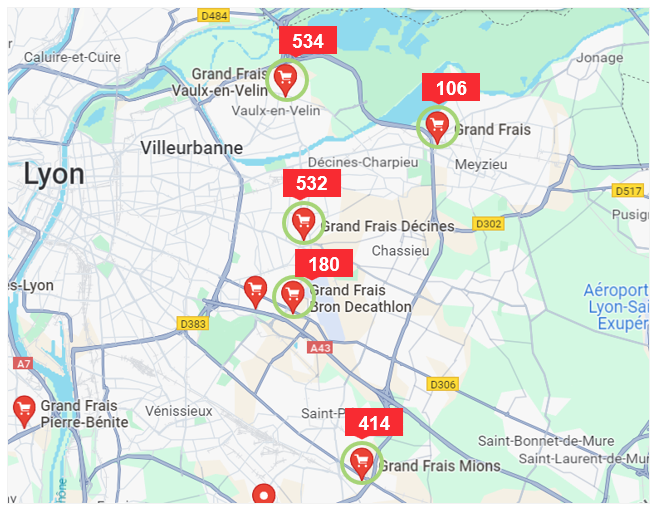 D484
534
Caluire-et-Cuire
Jonage
Grand Frais
Vaulx-en-Velin
106
Vaulx-en-Velin
Grand Frais
Villeurbanne
Décines-Charpieu
Meyzieu
Lyon
532
D517
Grand Frais Décines
D302
Pusig
Chassieu
180
es-Lyon
Grand Frais
Bron Decathlon
Aéroport
Lyon-Sai
Exupér
D383
A43
A7
D306
Grand Frais
Pierre-Bénite
Vénissieux
Saint-P
414
Saint-Bonnet-de-Mure
Saint-Laurent-de-Mu
Grand Frais Mions
hône